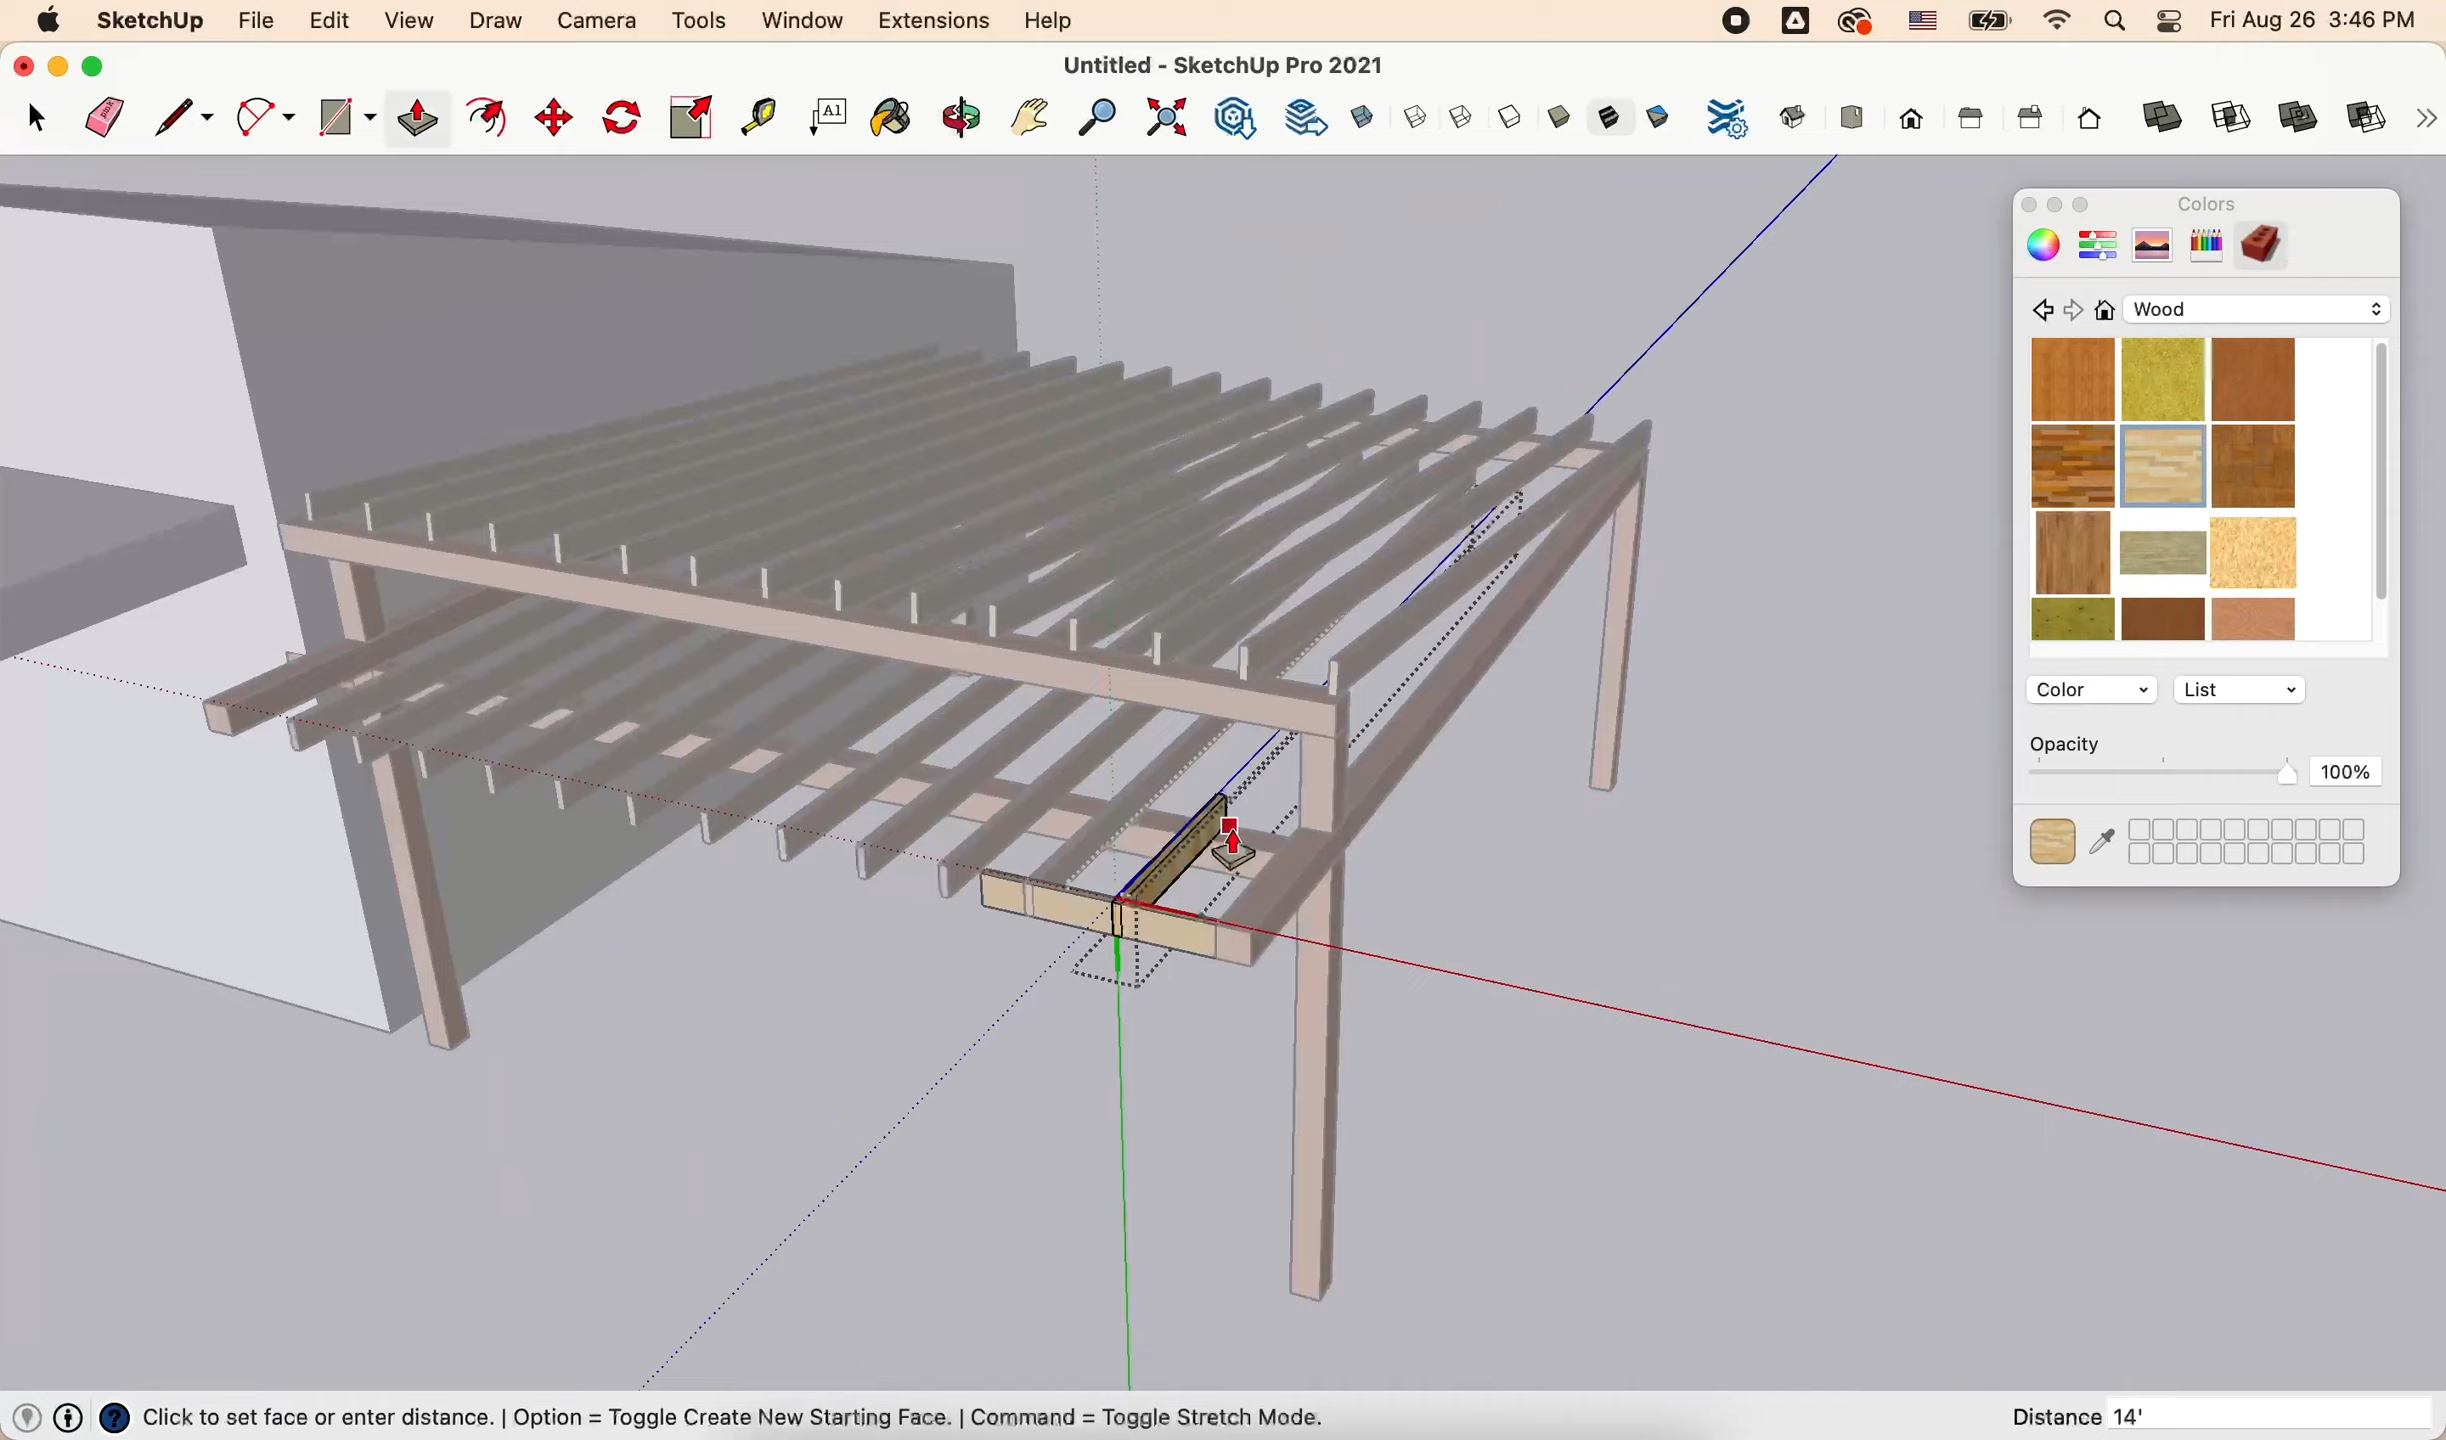 SketchUp File Edit View Draw Camera Tools Window Extensions Help Fri Aug 26 3:46 PM
Untitled - SketchUp Pro 2021
A1
Colors
Wood
Color List
Opacity
100%
Click to set face or enter distance. | Option = Toggle Create New Starting Face. | Command = Toggle Stretch Mode. Distance 14'